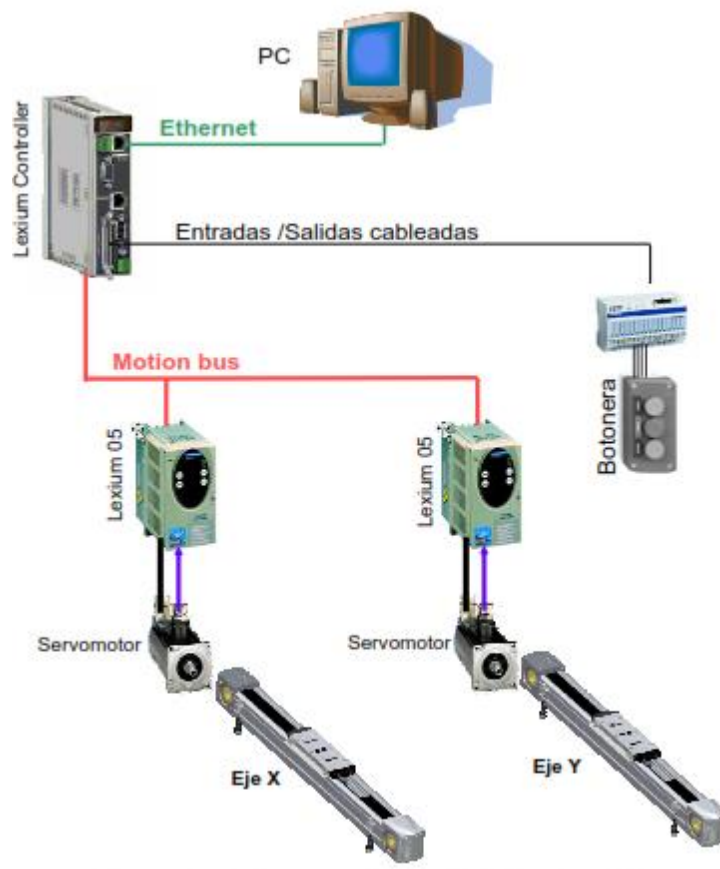 PC
Ethernet
Lexium Controller
Entradas /Salidas cableadas
Motion bus
Lexium 05
Lexium 05
Botonera
Servomotor
Servomotor
Eje X
Eje Y